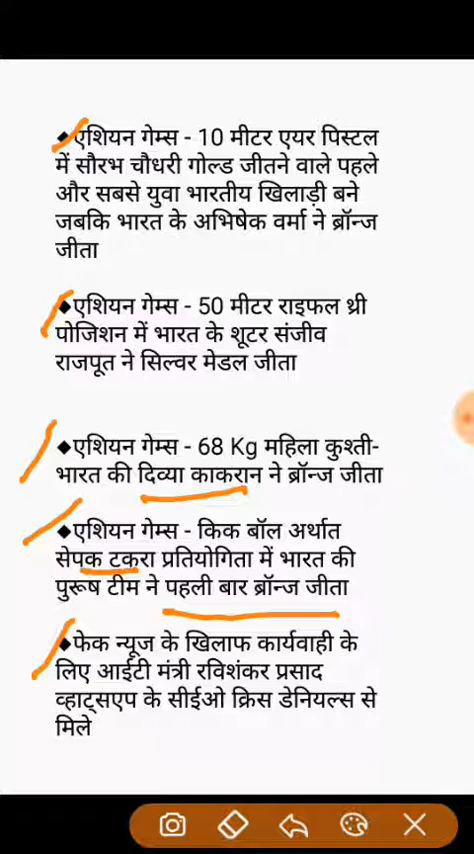 ◆एशियन गेम्स - 10 मीटर एयर पिस्टल
में सौरभ चौधरी गोल्ड जीतने वाले पहले
और सबसे युवा भारतीय खिलाड़ी बने
जबकि भारत के अभिषेक वर्मा ने ब्रॉन्ज
जीता
◆एशियन गेम्स - 50 मीटर राइफल थ्री
पोजिशन में भारत के शूटर संजीव
राजपूत ने सिल्वर मेडल जीता
◆एशियन गेम्स - 68 Kg महिला कुश्ती-
भारत की दिव्या काकरान ने ब्रॉन्ज जीता
◆एशियन गेम्स - किक बॉल अर्थात
सेपक टकरा प्रतियोगिता में भारत की
पुरूष टीम ने पहली बार ब्रॉन्ज जीता
◆फेक न्यूज के खिलाफ कार्यवाही के
लिए आईटी मंत्री रविशंकर प्रसाद
व्हाट्सएप के सीईओ क्रिस डेनियल्स से
मिले